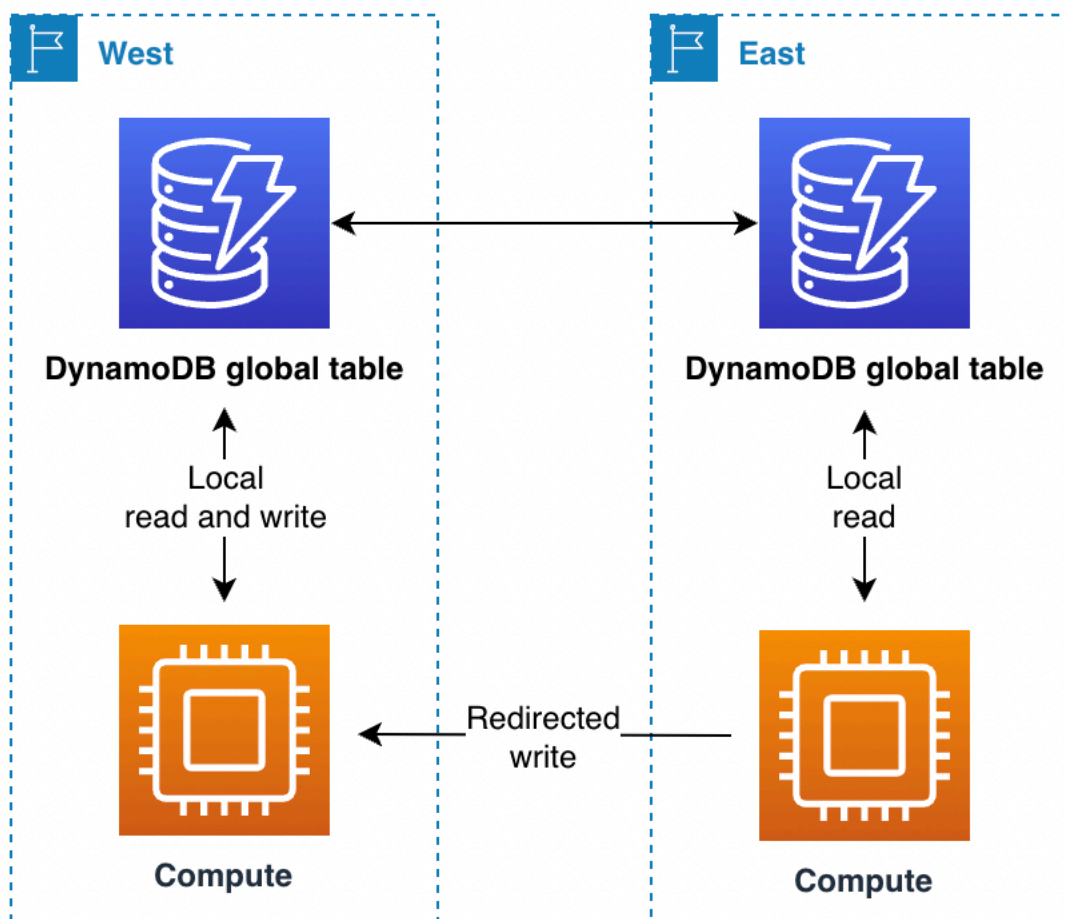 West
East
DynamoDB global table
DynamoDB global table
Local
read and write
Local
read
Redirected
write
Compute
Compute